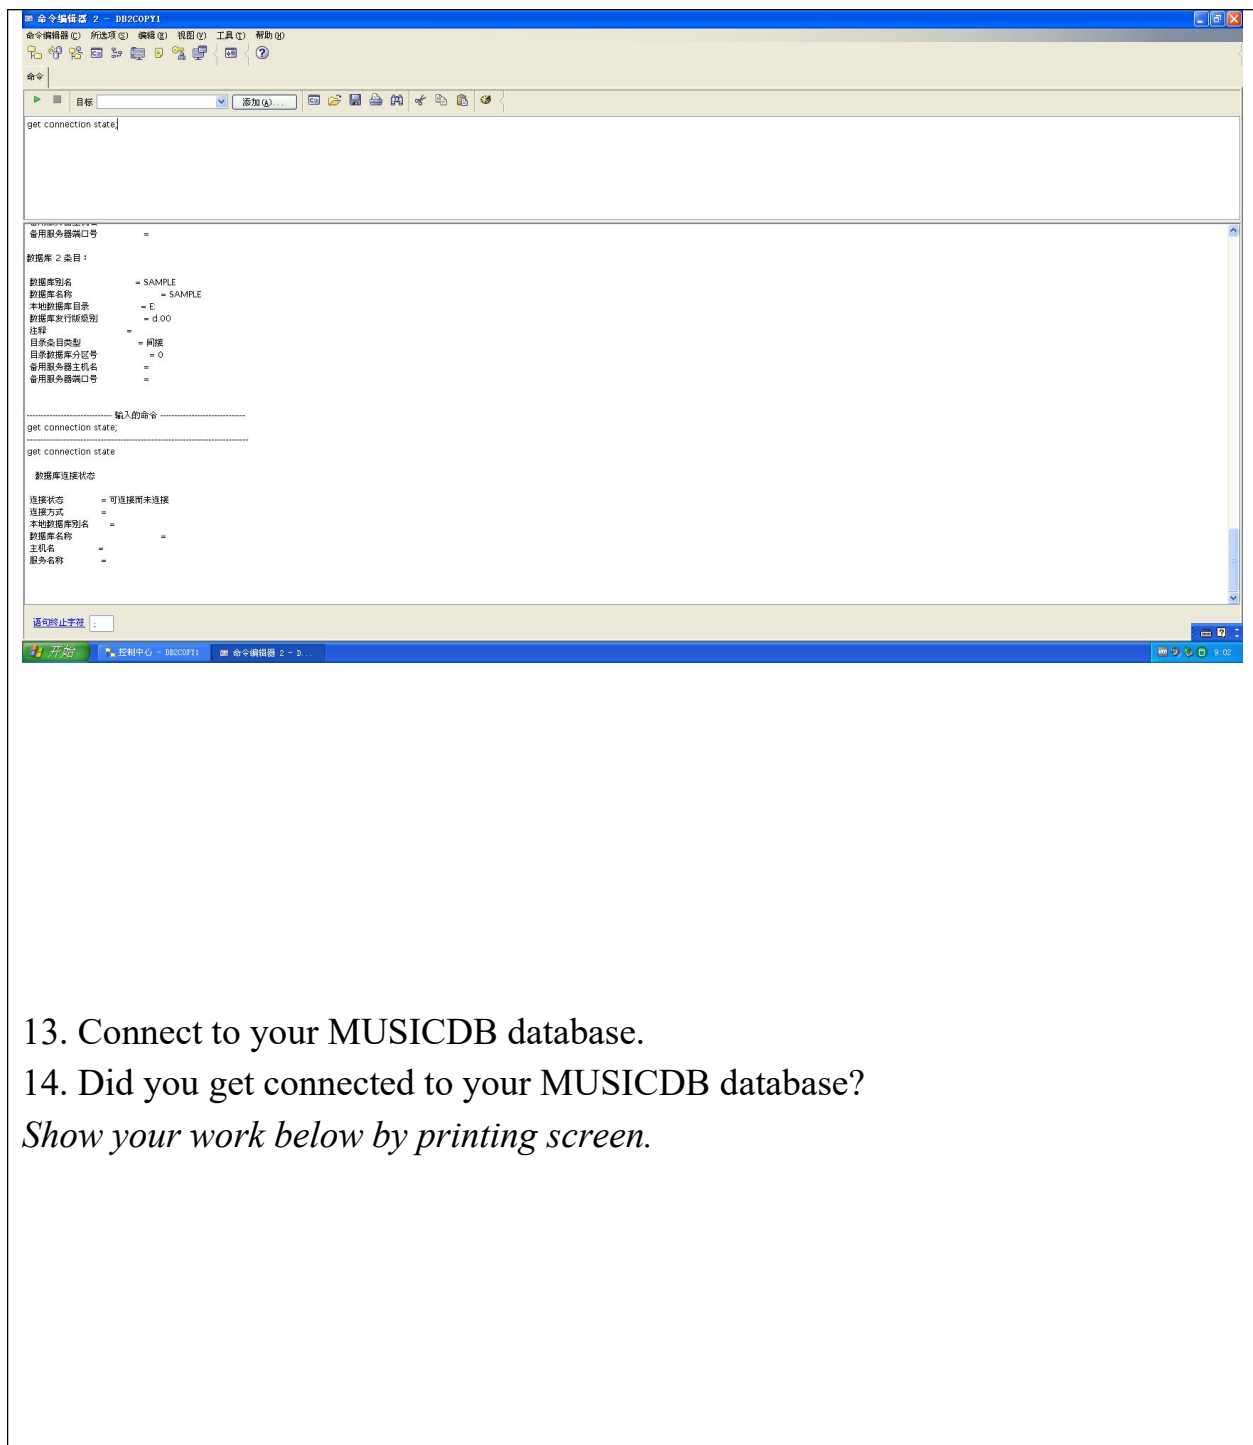 命令编辑器 2 - DB2COPY1
命令编辑器(C) 所选项(S) 编辑(E) 视图(V) 工具(T) 帮助(H)
命令
目标 添加(A)...
get connection state;
备用服务器端口号 =
数据库 2 条目：
数据库别名 = SAMPLE
数据库名称 = SAMPLE
本地数据库目录 = E:
数据库发行版级别 = d.00
注释 =
目录条目类型 = 间接
目录数据库分区号 = 0
备用服务器主机名 =
备用服务器端口号 =
------------------------------ 输入的命令 ------------------------------
get connection state;
------------------------------------------------------------------------------
get connection state
数据库连接状态
连接状态 = 可连接而未连接
连接方式 =
本地数据库别名 =
数据库名称 =
主机名 =
服务名称 =
语句终止字符 ;
开始 控制中心 - DB2COPY1 命令编辑器 2 - D... 9:02
13. Connect to your MUSICDB database.
14. Did you get connected to your MUSICDB database?
Show your work below by printing screen.